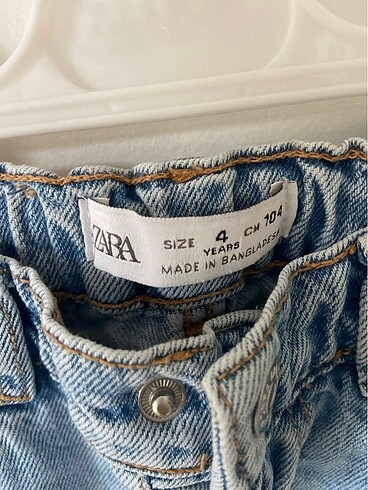 ZARA
SIZE 4 YEARS CM 104
MADE IN BANGLADESH